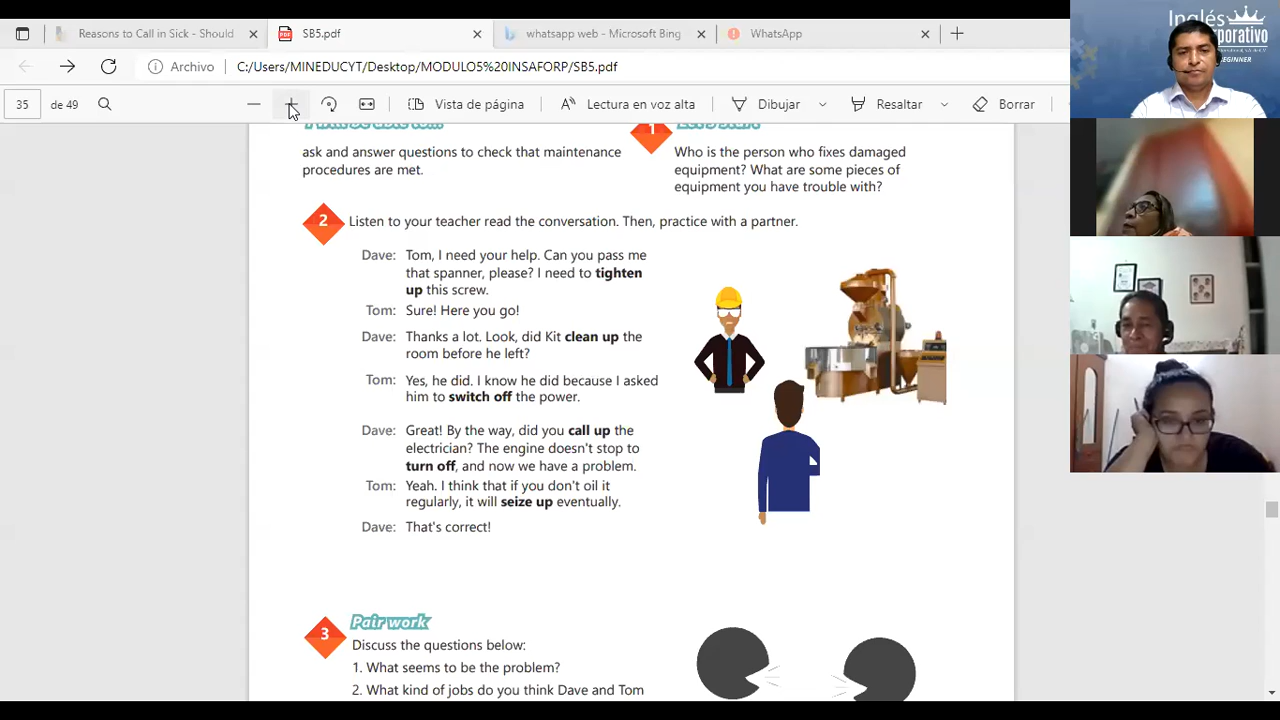 Reasons to Call in Sick - Should
SB5.pdf
whatsapp web - Microsoft Bing
WhatsApp
Archivo
C:/Users/MINEDUCYT/Desktop/MODULO5%20INSAFORP/SB5.pdf
35
de 49
Vista de página
Lectura en voz alta
Dibujar
Resaltar
Borrar
Inglés
BEGINNER
ask and answer questions to check that maintenance
procedures are met.
1
Let's start
Who is the person who fixes damaged
equipment? What are some pieces of
equipment you have trouble with?
2
Listen to your teacher read the conversation. Then, practice with a partner.
Dave: Tom, I need your help. Can you pass me
that spanner, please? I need to tighten
up this screw.
Tom: Sure! Here you go!
Dave: Thanks a lot. Look, did Kit clean up the
room before he left?
Tom: Yes, he did. I know he did because I asked
him to switch off the power.
Dave: Great! By the way, did you call up the
electrician? The engine doesn't stop to
turn off, and now we have a problem.
Tom: Yeah. I think that if you don't oil it
regularly, it will seize up eventually.
Dave: That's correct!
3
Pair work
Discuss the questions below:
1. What seems to be the problem?
2. What kind of jobs do you think Dave and Tom